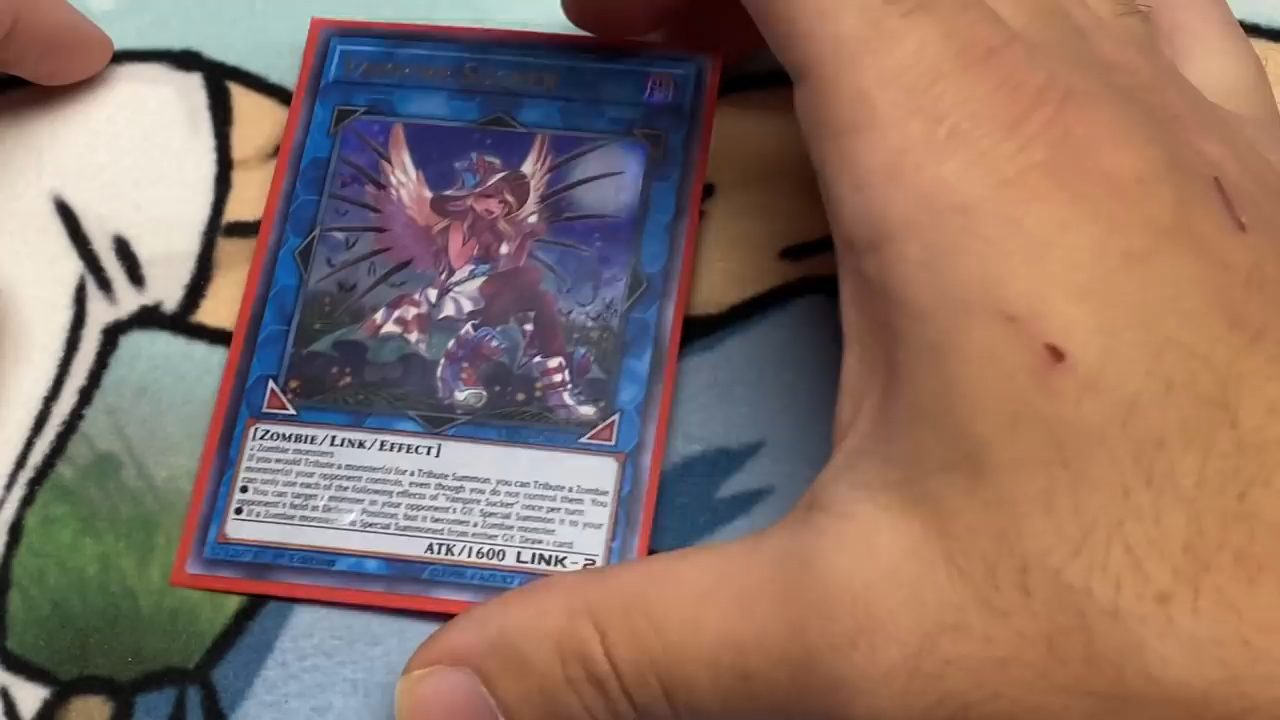 Vampire Sucker
[ZOMBIE/LINK/EFFECT]
2 Zombie monsters
If you would Tribute a monster(s) for a Tribute Summon, you can Tribute a Zombie
monster(s) your opponent controls, even though you do not control them. You
can only use each of the following effects of "Vampire Sucker" once per turn.
● You can target 1 monster in your opponent's GY; Special Summon it to your
opponent's field in Defense Position, but it becomes a Zombie monster.
● If a Zombie monster is Special Summoned from either GY: Draw 1 card.
ATK/1600 LINK-2
1st Edition